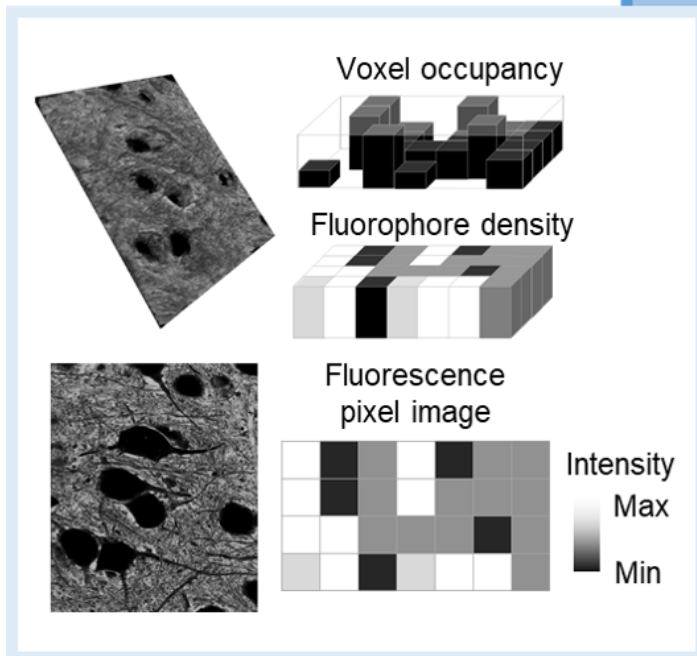 Voxel occupancy
Fluorophore density
Fluorescence
pixel image
Intensity
Max
Min